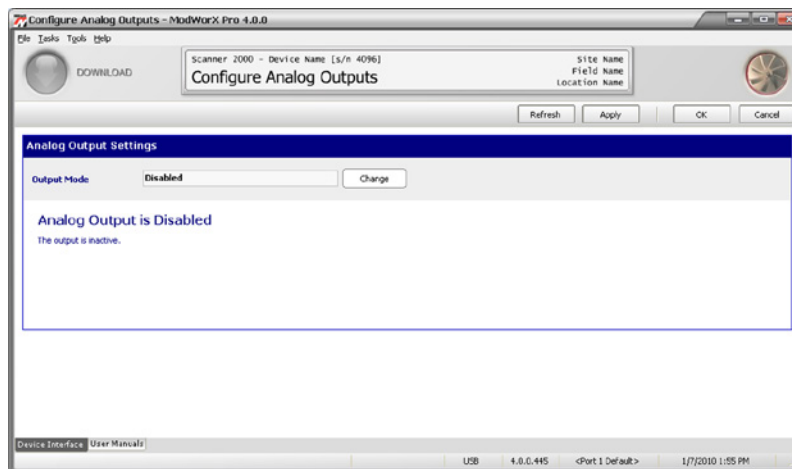 Configure Analog Outputs - ModWorX Pro 4.0.0
File Tasks Tools Help
DOWNLOAD
Scanner 2000 - Device Name [s/n 4096]
Configure Analog Outputs
Site Name
Field Name
Location Name
Refresh Apply OK Cancel
Analog Output Settings
Output Mode Disabled Change
Analog Output is Disabled
The output is inactive.
Device Interface User Manuals
USB 4.0.0.445 <Port 1 Default> 1/7/2010 1:55 PM